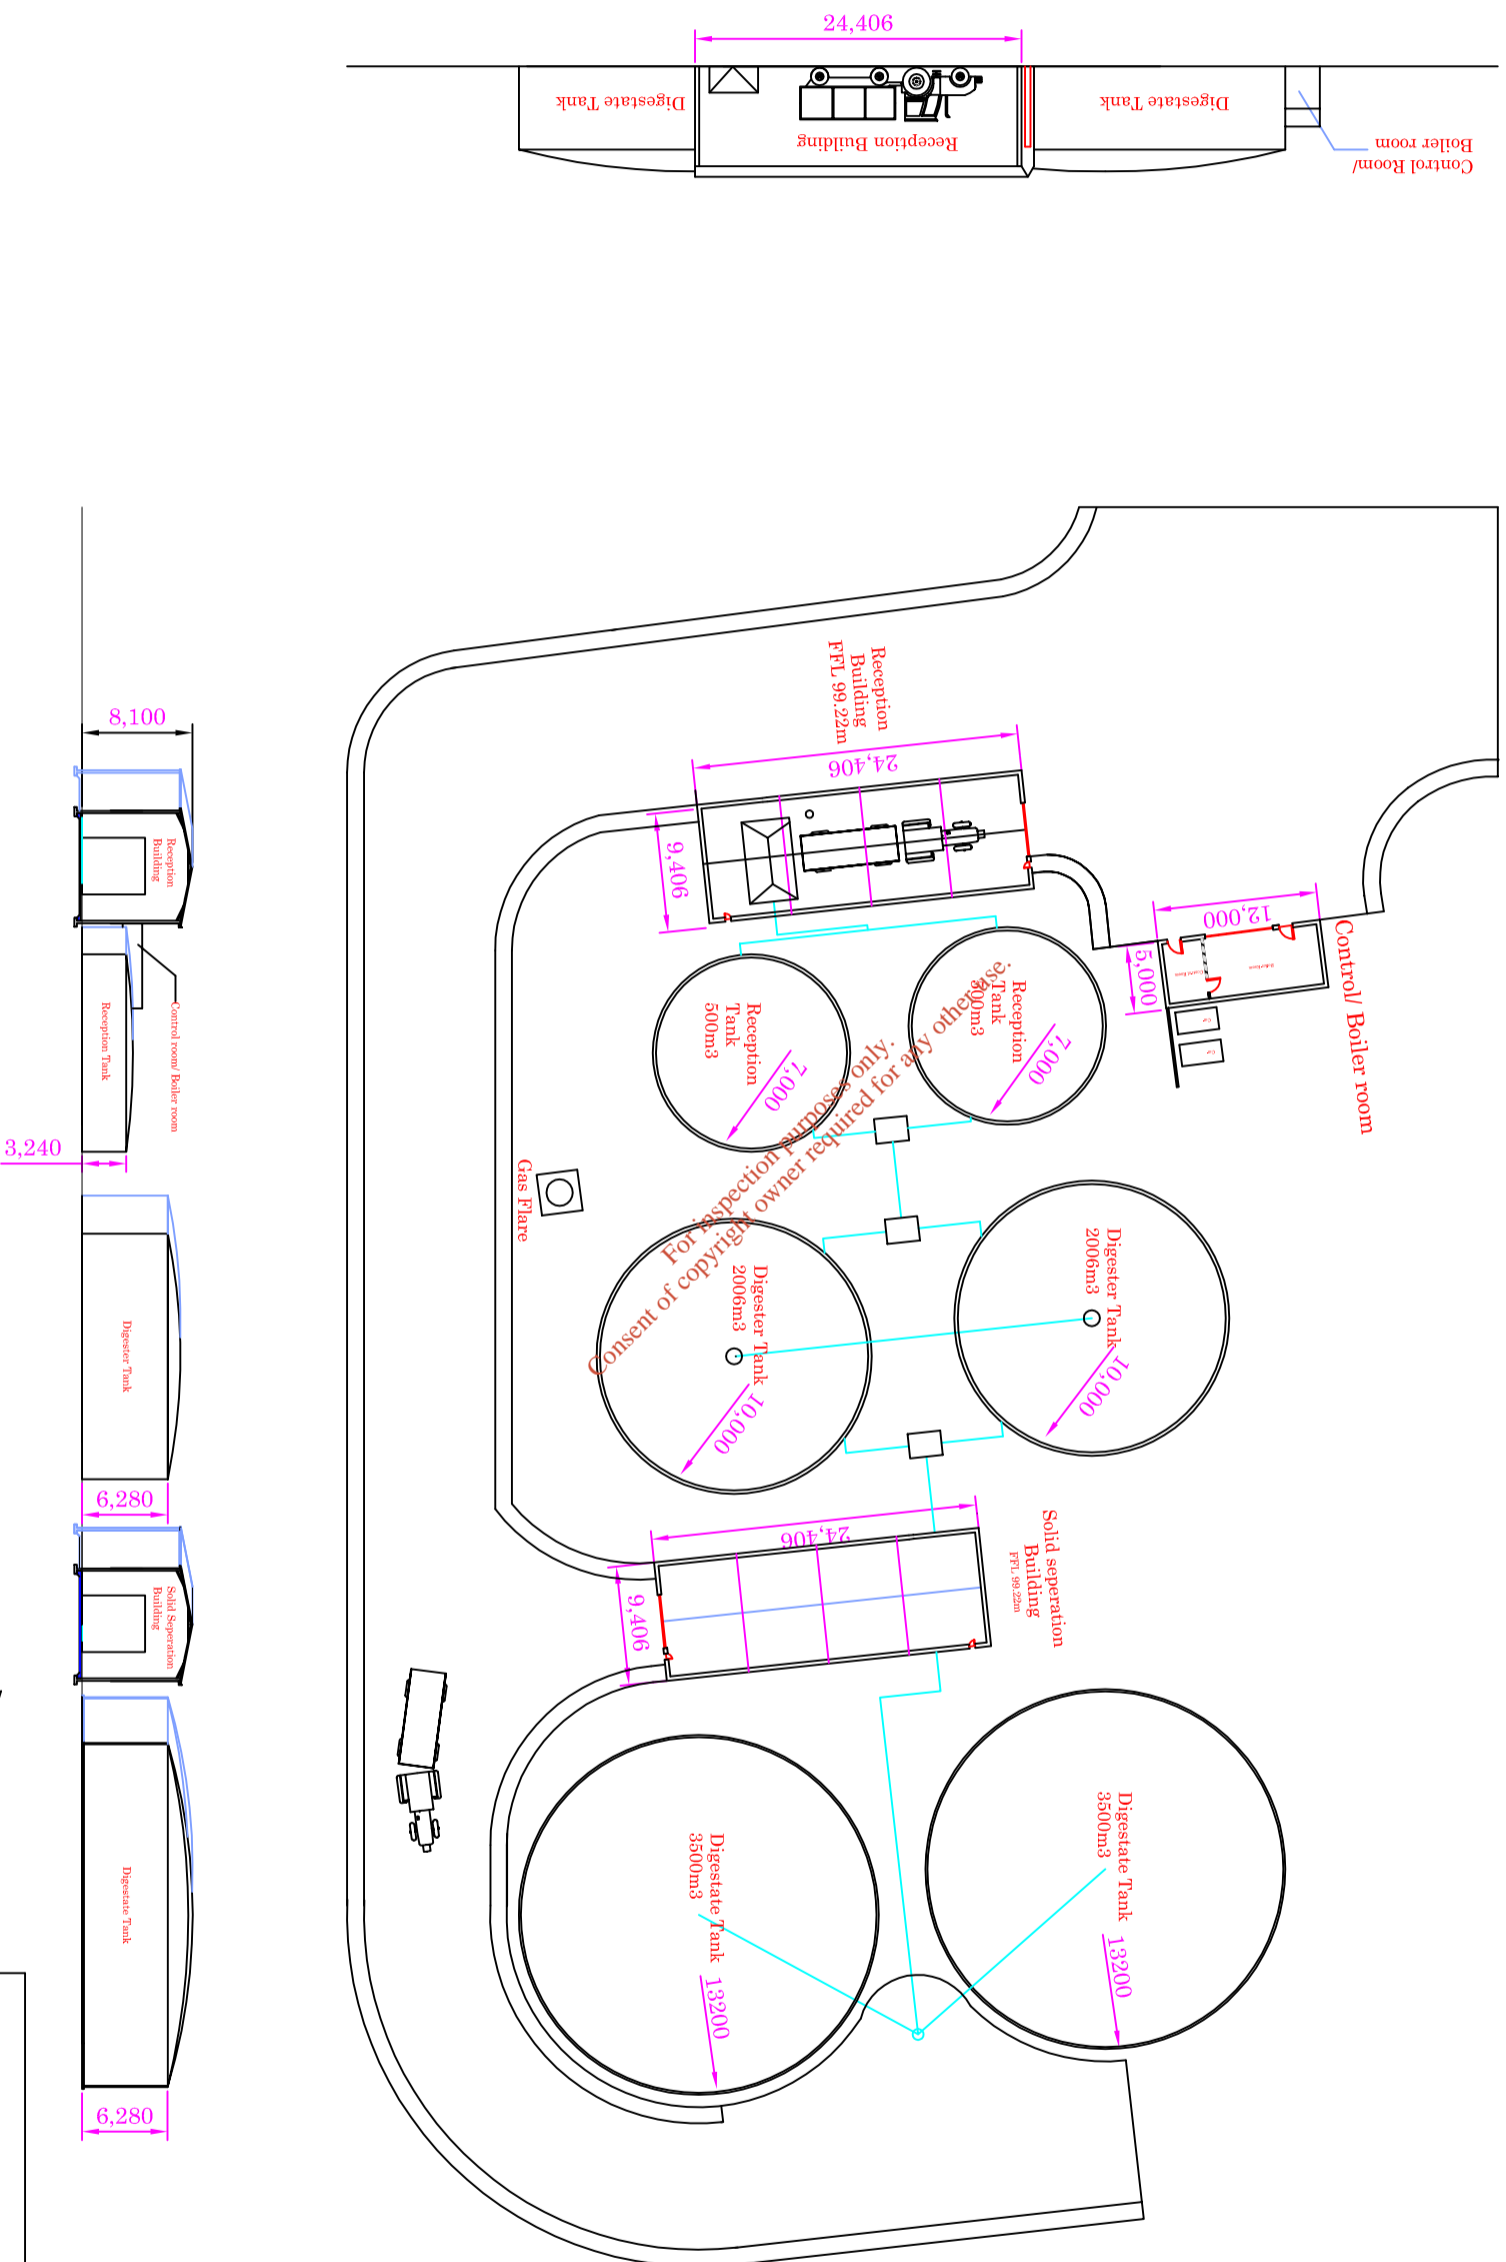 24,406
Digestate Tank
Reception Building
Digestate Tank
Control Room/
Boiler room
8,100
Reception
Building
Control room/ Boiler room
Reception Tank
3,240
Digester Tank
6,280
Solid Seperation
Building
Digestate Tank
6,280
Reception
Building
FFL 99.22m
24,406
9,406
12,000
5,000
Control/ Boiler room
Reception
Tank
500m3
7,000
Reception
Tank
500m3
7,000
Gas Flare
Digester Tank
2006m3
10,000
Digester Tank
2006m3
10,000
Solid seperation
Building
FFL 99.22m
24,406
9,406
Digestate Tank
3500m3
13200
Digestate Tank
3500m3
13200
For inspection purposes only.
Consent of copyright owner required for any other use.